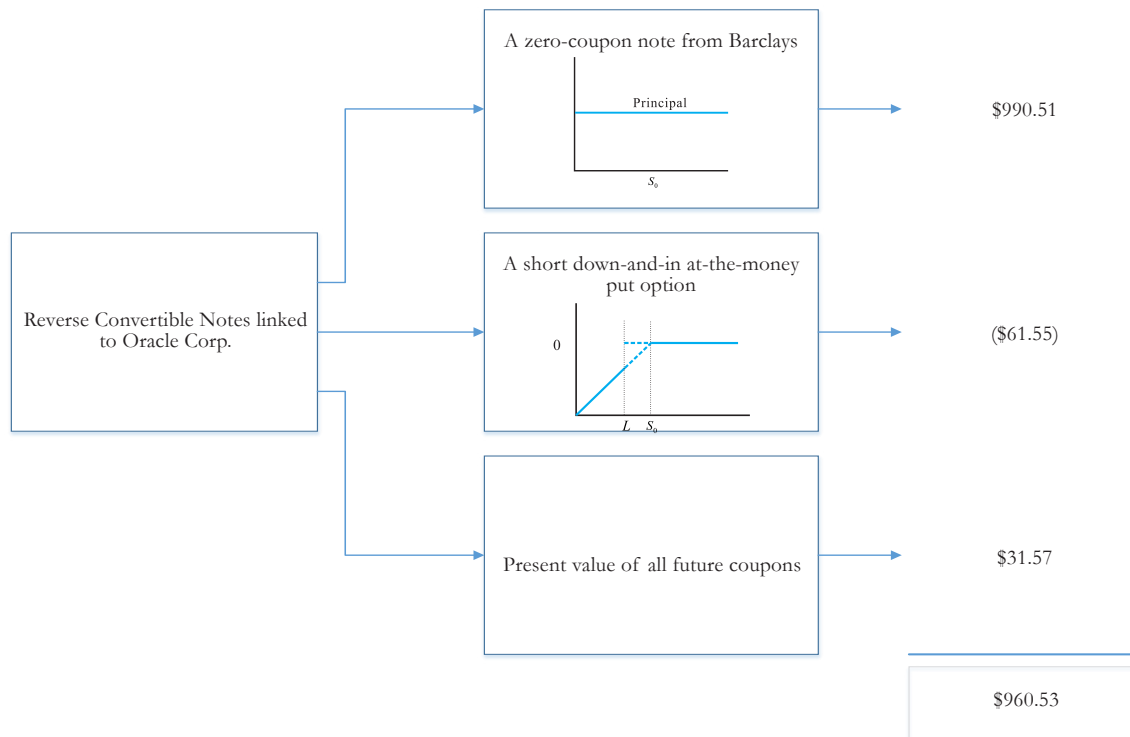 A zero-coupon note from Barclays
Principal
S₀
$990.51
Reverse Convertible Notes linked
to Oracle Corp.
A short down-and-in at-the-money
put option
0
L S₀
($61.55)
Present value of all future coupons
$31.57
$960.53